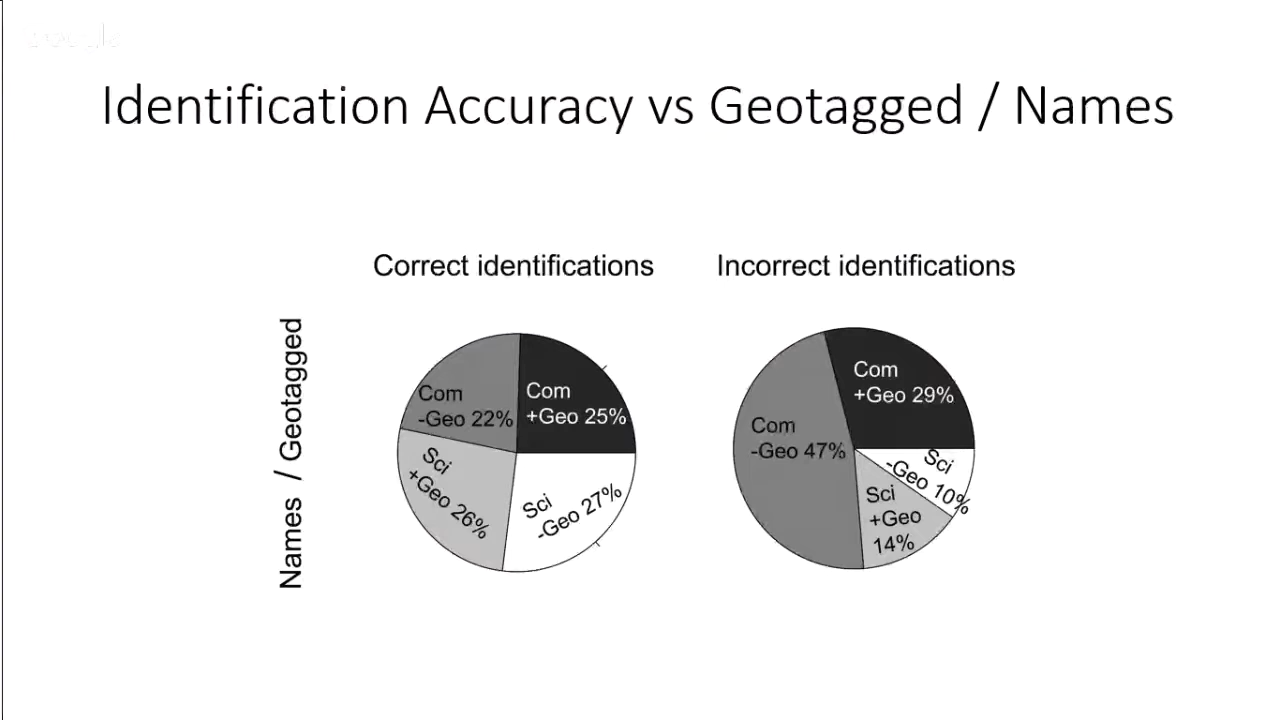 Identification Accuracy vs Geotagged / Names
Correct identifications
Incorrect identifications
Names / Geotagged
Com
-Geo 22%
Com
+Geo 25%
Sci
+Geo 26%
Sci
-Geo 27%
Com
-Geo 47%
Com
+Geo 29%
Sci
-Geo 10%
Sci
+Geo
14%